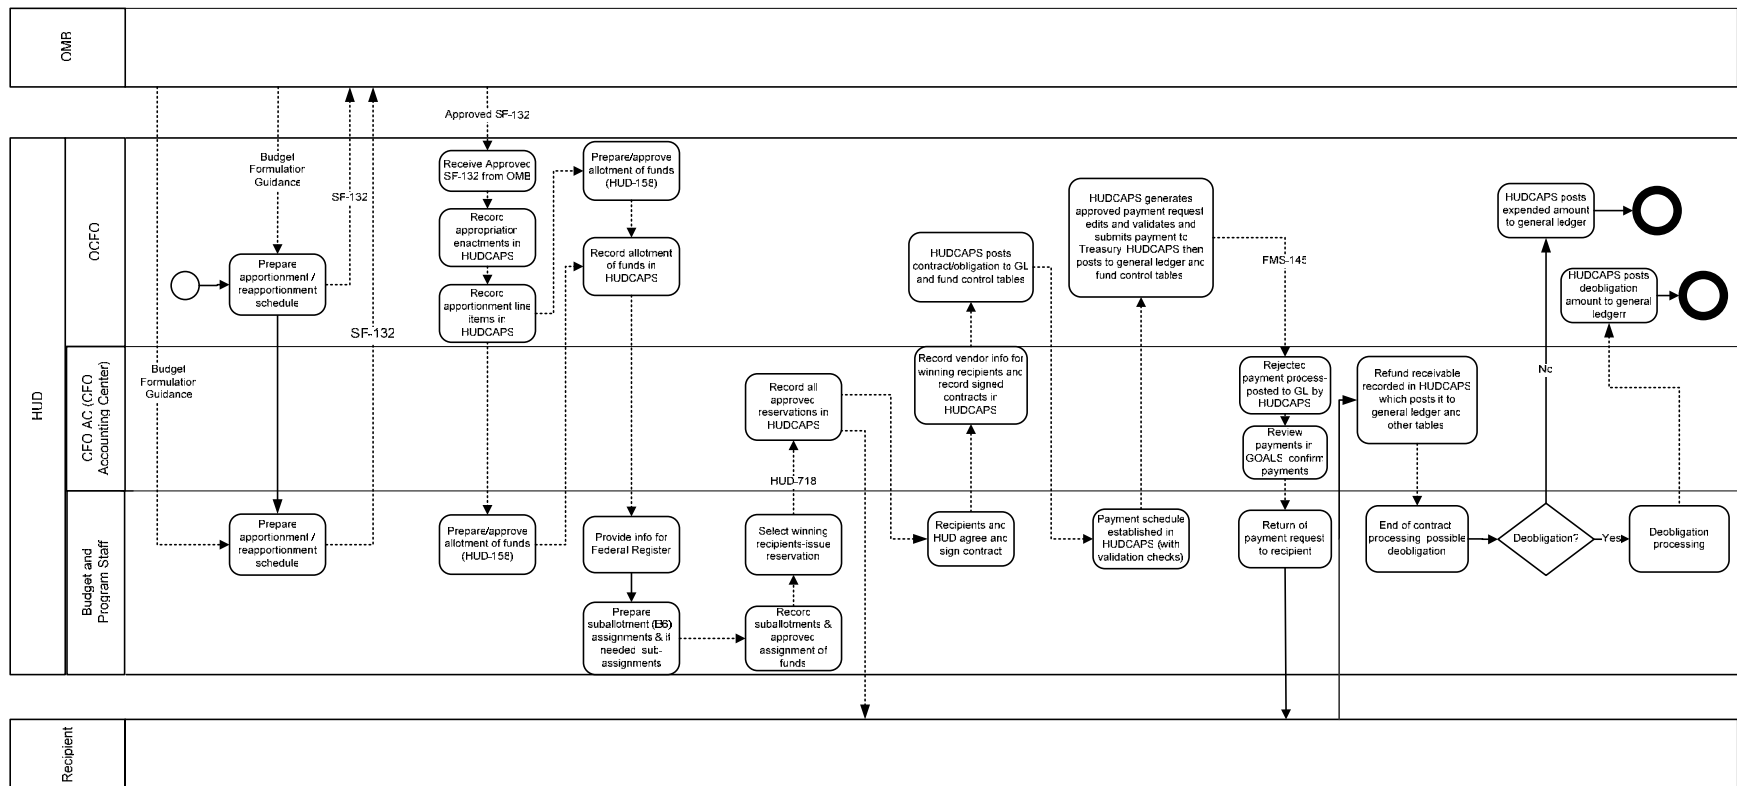 OMB
HUD
OCFO
CFO AC (CFO
Accounting Center)
Budget and
Program Staff
Recipient
Budget
Formulation
Guidance
SF-132
Budget
Formulation
Guidance
SF-132
Prepare
apportionment /
reapportionment
schedule
Prepare
apportionment /
reapportionment
schedule
Approved SF-132
Receive Approved
SF-132 from OMB
Record
appropriation
enactments in
HUDCAPS
Record
apportionment line
items in
HUDCAPS
Prepare/approve
allotment of funds
(HUD-158)
Prepare/approve
allotment of funds
(HUD-158)
Record allotment
of funds in
HUDCAPS
Provide info for
Federal Register
Prepare
suballotment (E6)
assignments & if
needed sub-
assignments
Record
suballotments &
approved
assignment of
funds
Select winning
recipients-issue
reservation
HUD-718
Record all
approved
reservations in
HUDCAPS
Recipients and
HUD agree and
sign contract
Record vendor info for
winning recipients and
record signed
contracts in
HUDCAPS
HUDCAPS posts
contract/obligation to GL
and fund control tables
Payment schedule
established in
HUDCAPS (with
validation checks)
HUDCAPS generates
approved payment request
edits and validates and
submits payment to
Treasury HUDCAPS then
posts to general ledger and
fund control tables
FMS-145
Rejected
payment process-
posted to GL by
HUDCAPS
Review
payments in
GOALS confirm
payments
Return of
payment request
to recipient
Refund receivable
recorded in HUDCAPS
which posts it to
general ledger and
other tables
End of contract
processing possible
deobligation
Deobligation?
No
Yes
Deobligation
processing
HUDCAPS posts
expended amount
to general ledger
HUDCAPS posts
deobligation
amount to general
ledgerr